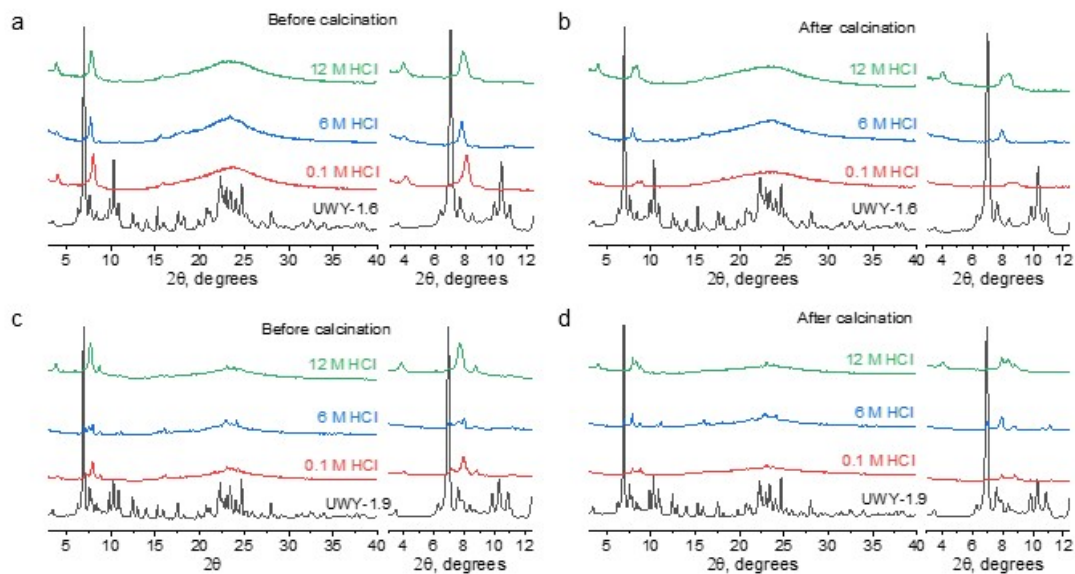 a
Before calcination
12 M HCl
6 M HCl
0.1 M HCl
UWY-1.6
5 10 15 20 25 30 35 40 4 6 8 10 12
2θ, degrees 2θ, degrees
b
After calcination
12 M HCl
6 M HCl
0.1 M HCl
UWY-1.6
5 10 15 20 25 30 35 40 4 6 8 10 12
2θ, degrees 2θ, degrees
c
Before calcination
12 M HCl
6 M HCl
0.1 M HCl
UWY-1.9
5 10 15 20 25 30 35 40 4 6 8 10 12
2θ 2θ, degrees
d
After calcination
12 M HCl
6 M HCl
0.1 M HCl
UWY-1.9
5 10 15 20 25 30 35 40 4 6 8 10 12
2θ, degrees 2θ, degrees